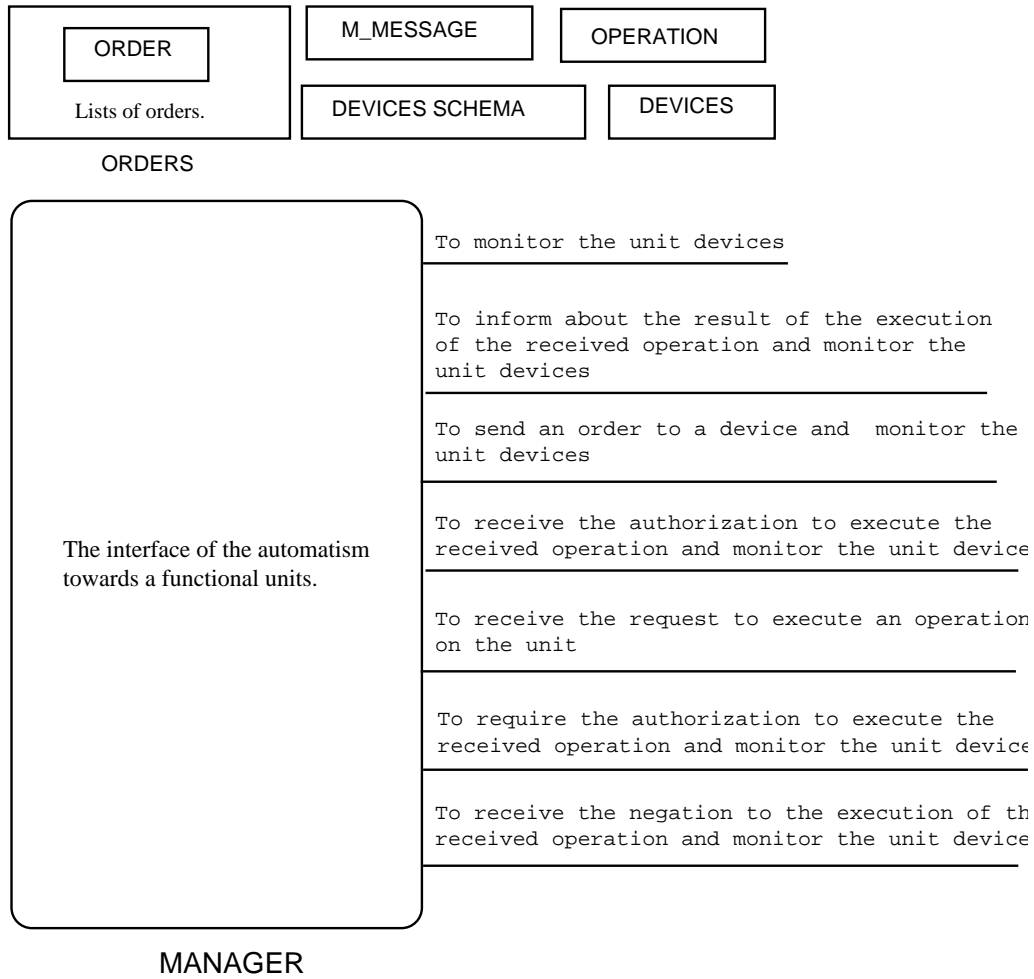 ORDER
Lists of orders.
ORDERS
M_MESSAGE
OPERATION
DEVICES SCHEMA
DEVICES
The interface of the automatism
towards a functional units.
To monitor the unit devices
To inform about the result of the execution
of the received operation and monitor the
unit devices
To send an order to a device and monitor the
unit devices
To receive the authorization to execute the
received operation and monitor the unit device
To receive the request to execute an operation
on the unit
To require the authorization to execute the
received operation and monitor the unit device
To receive the negation to the execution of th
received operation and monitor the unit device
MANAGER